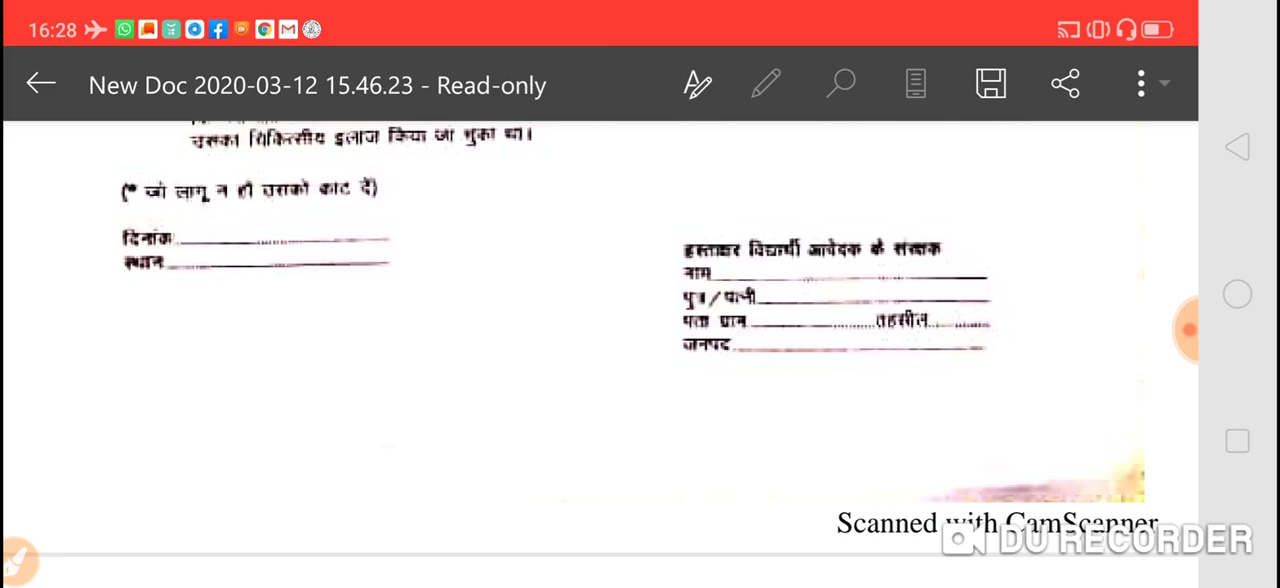 16:28
New Doc 2020-03-12 15.46.23 - Read-only
उसका चिकित्सीय इलाज किया जा चुका था।
(* जो लागू न हो उसको काट दें)
दिनांक ........................
स्थान ........................
हस्ताक्षर विद्यार्थी आवेदक के संरक्षक
नाम ........................
पुत्र/पत्नी ........................
पता ग्राम ............ तहसील ............
जनपद ........................
Scanned with CamScanner
DU RECORDER